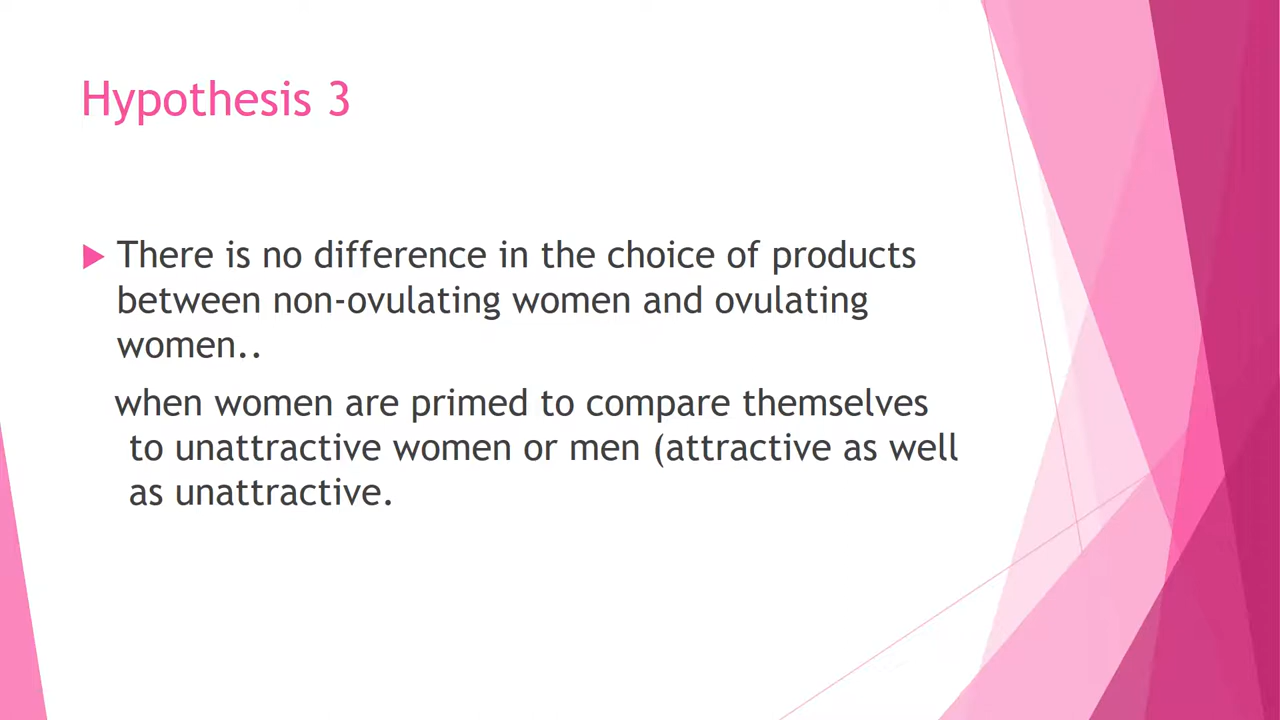 Hypothesis 3
There is no difference in the choice of products
between non-ovulating women and ovulating
women..
when women are primed to compare themselves
to unattractive women or men (attractive as well
as unattractive.